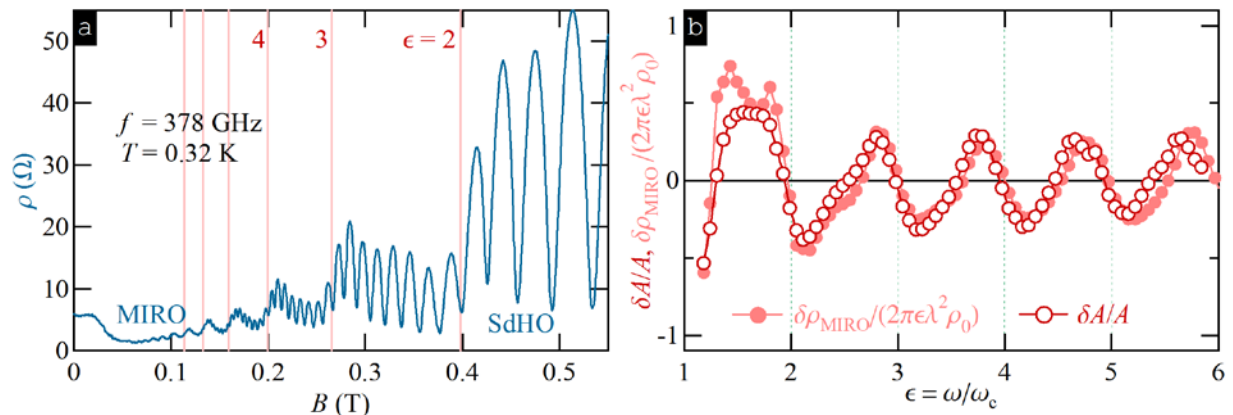 a
60
50
40
30
20
10
0
ρ (Ω)
4
3
ϵ = 2
f = 378 GHz
T = 0.32 K
MIRO
SdHO
0
0.1
0.2
0.3
0.4
0.5
B (T)
b
1
0
-1
δA/A, δρMIRO/(2πϵλ²ρ0)
δρMIRO/(2πϵλ²ρ0)
δA/A
1
2
3
4
5
6
ϵ = ω/ωc